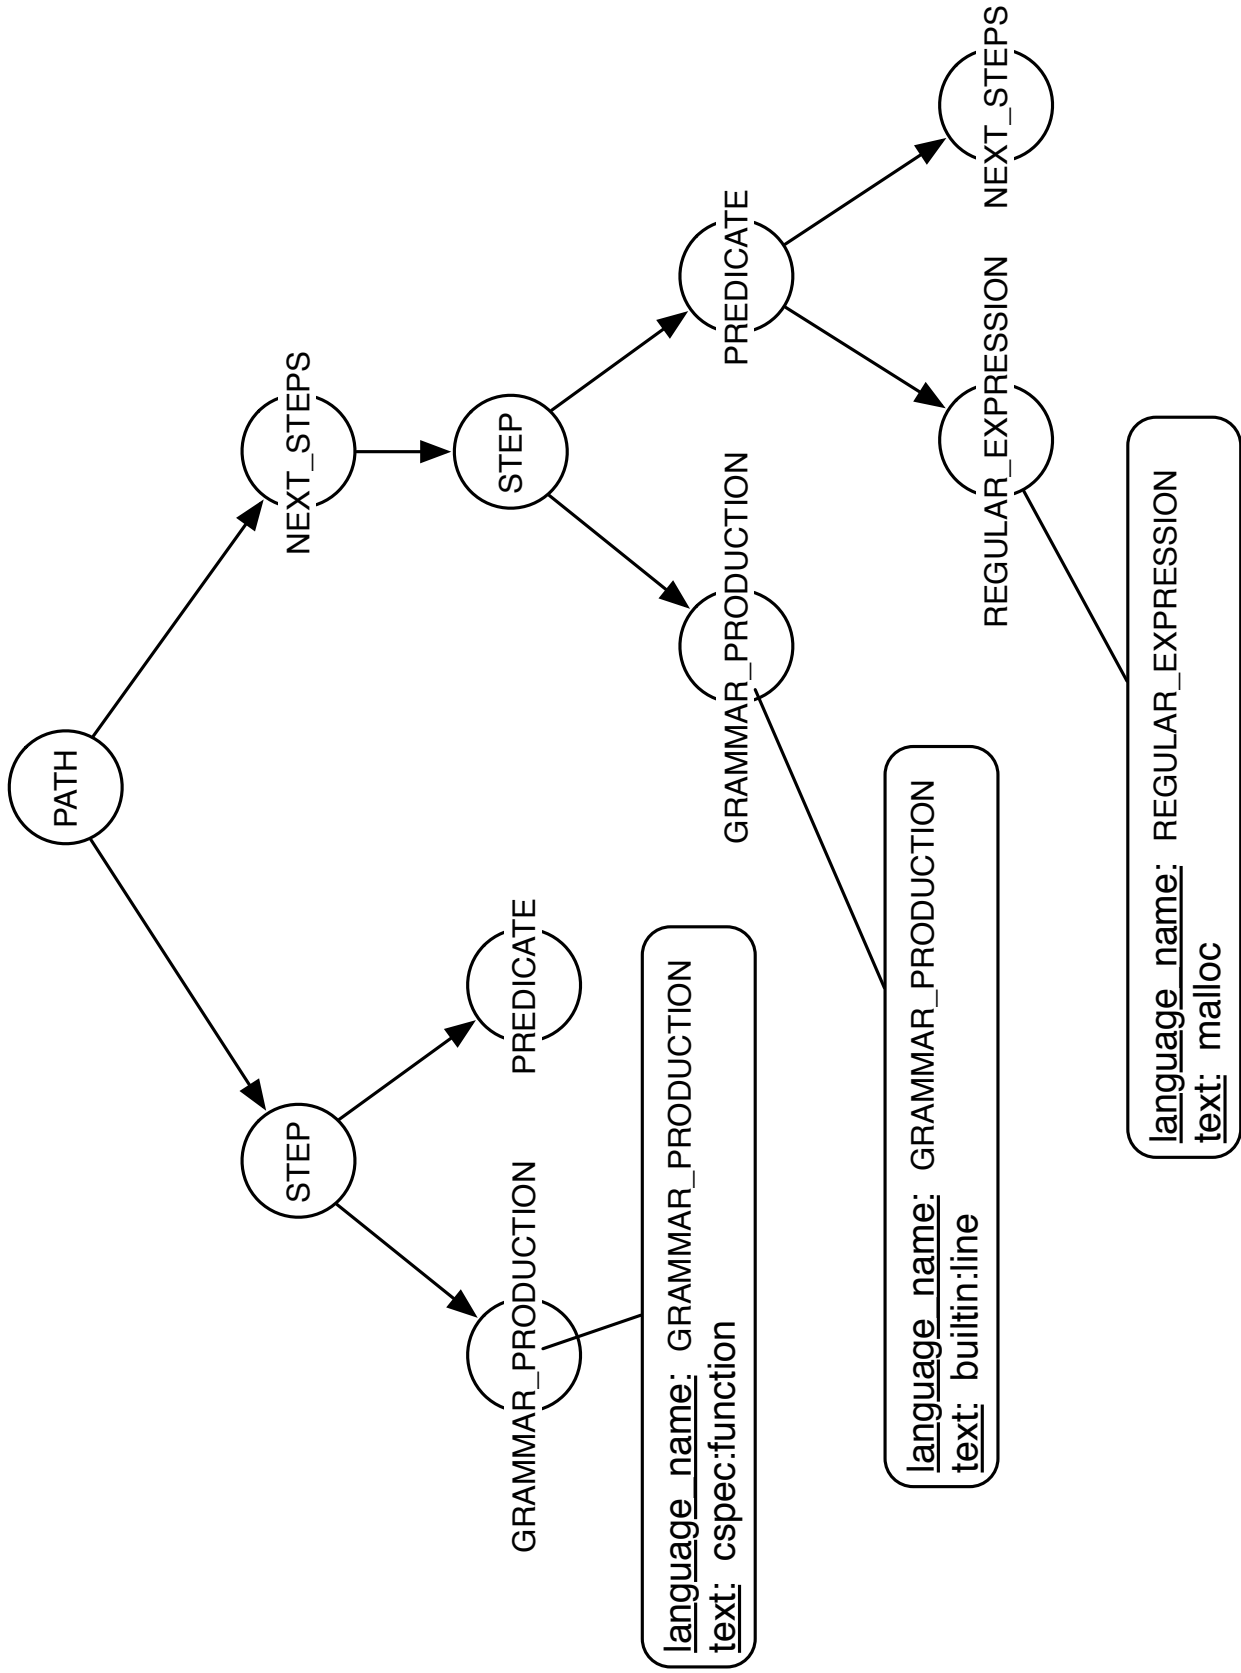 PATH
STEP
NEXT_STEPS
GRAMMAR_PRODUCTION
PREDICATE
STEP
language_name: GRAMMAR_PRODUCTION
text: cspec:function
GRAMMAR_PRODUCTION
PREDICATE
language_name: GRAMMAR_PRODUCTION
text: builtin:line
REGULAR_EXPRESSION
NEXT_STEPS
language_name: REGULAR_EXPRESSION
text: malloc